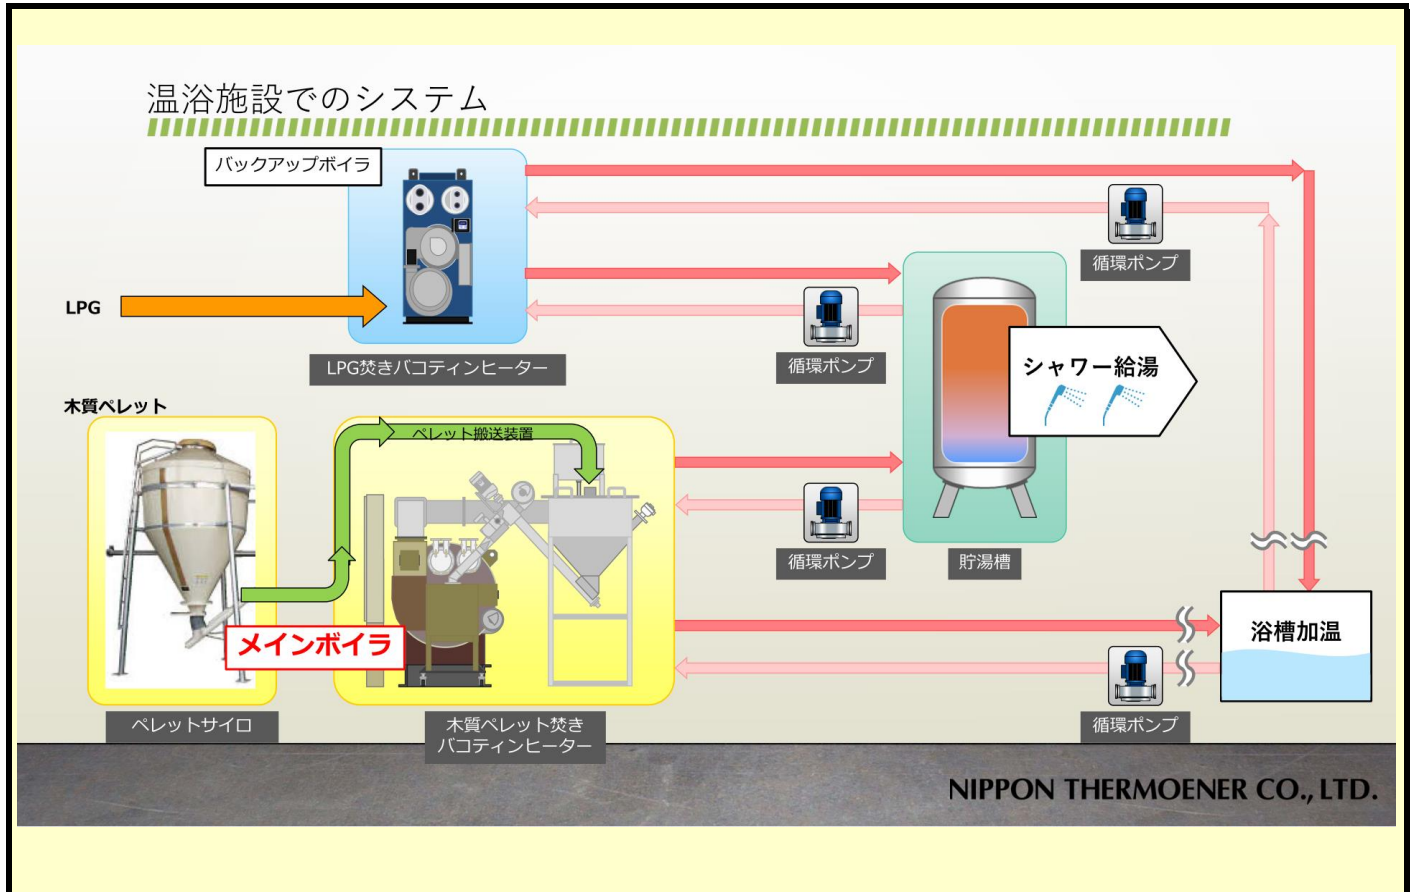 温浴施設でのシステム
バックアップボイラ
循環ポンプ
LPG
循環ポンプ
LPG焚きバコティンヒーター
シャワー給湯
木質ペレット
ペレット搬送装置
循環ポンプ
貯湯槽
メインボイラ
浴槽加温
ペレットサイロ
木質ペレット焚き
バコティンヒーター
循環ポンプ
NIPPON THERMOENER CO., LTD.